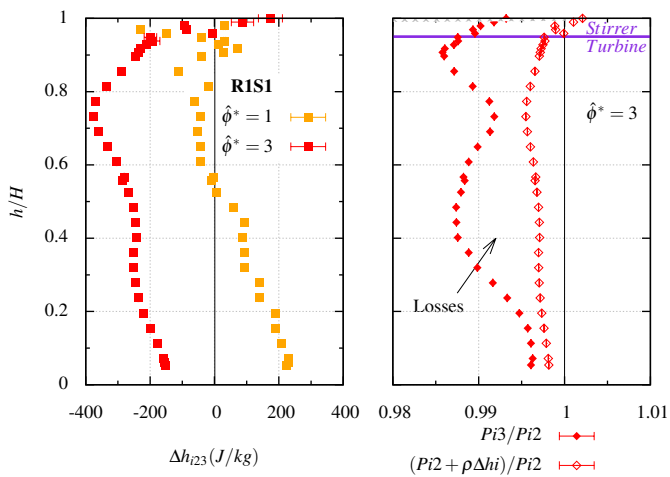 h/H
1
0.8
0.6
0.4
0.2
0
-400
-200
0
200
400
Δh_{i23}(J/kg)
R1S1
φ̂* = 1
φ̂* = 3
Stirrer
Turbine
φ̂* = 3
Losses
0.98
0.99
1
1.01
Pi3/Pi2
(Pi2 + ρΔhi)/Pi2